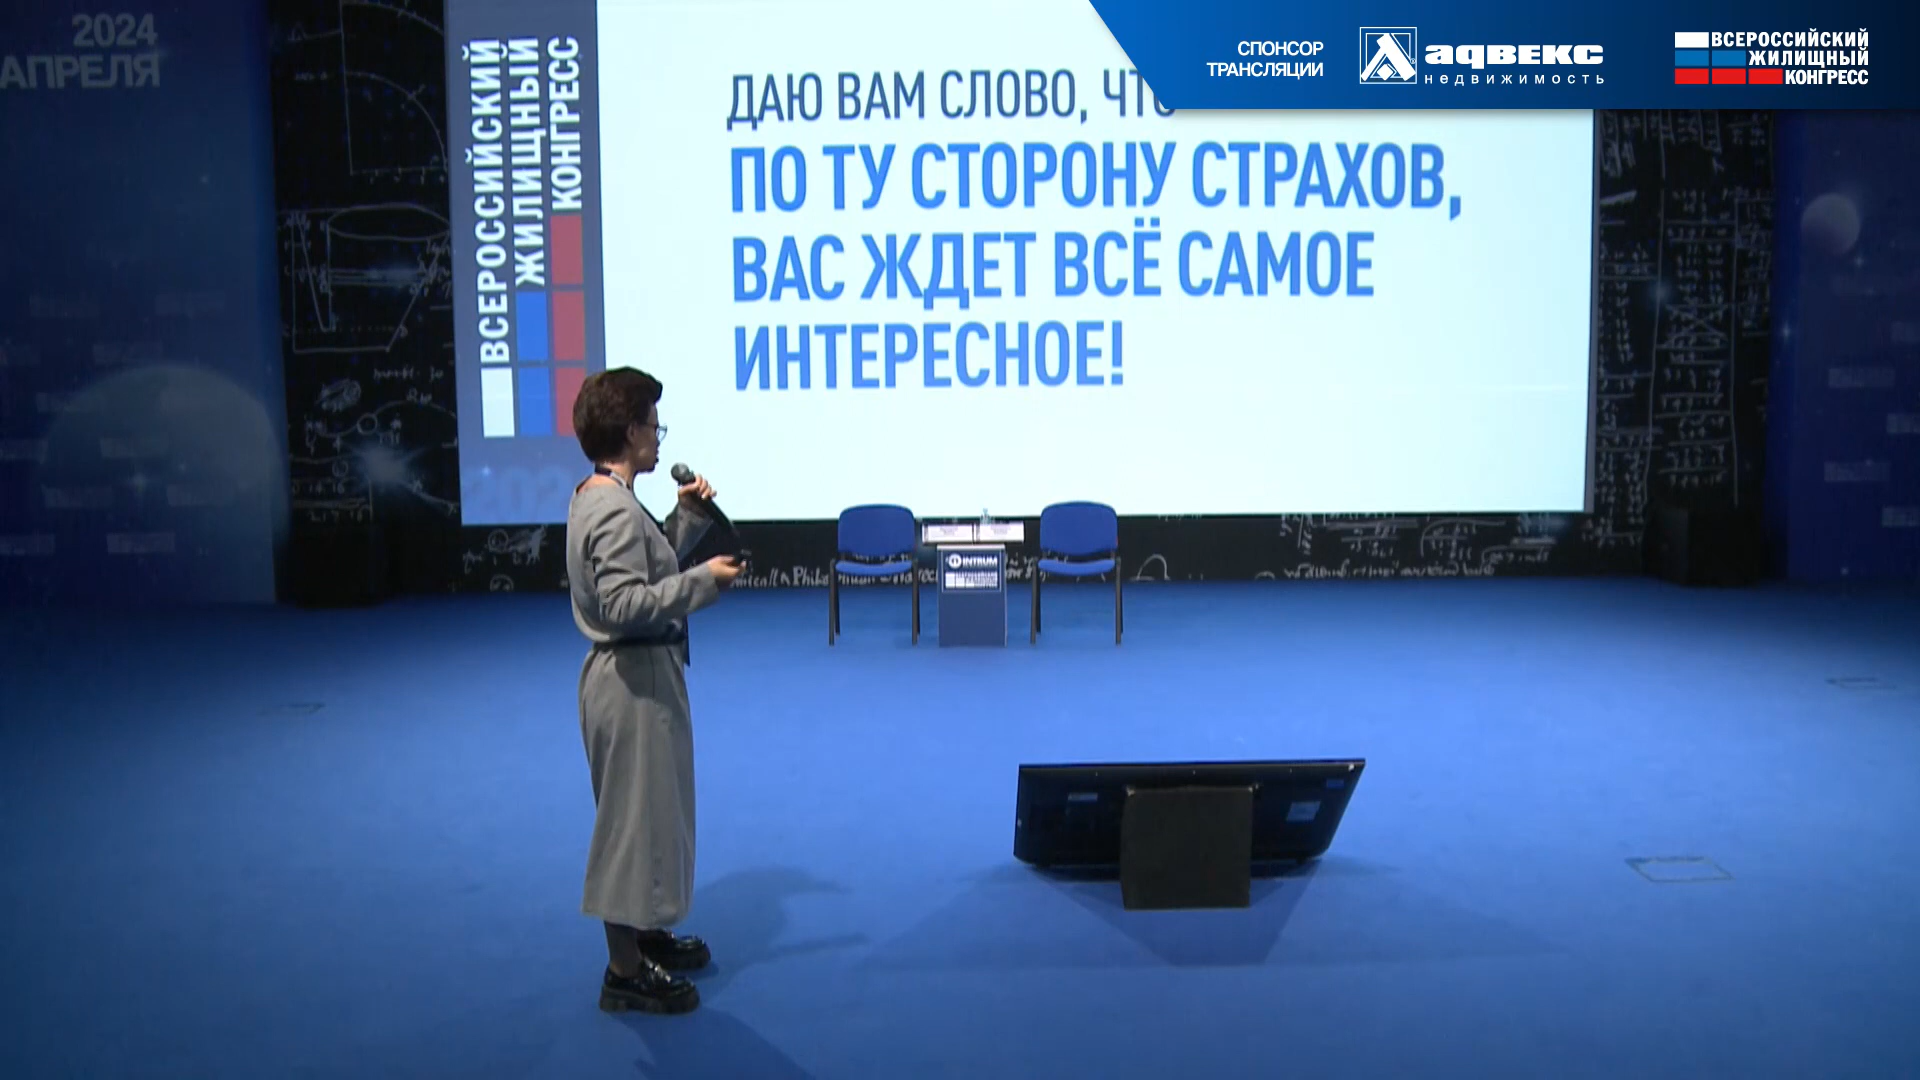 2024
АПРЕЛЯ
ВСЕРОССИЙСКИЙ
ЖИЛИЩНЫЙ
КОНГРЕСС
ДАЮ ВАМ СЛОВО,
ПО ТУ СТОРОНУ СТРАХОВ,
ВАС ЖДЕТ ВСЁ САМОЕ
ИНТЕРЕСНОЕ!
СПОНСОР
ТРАНСЛЯЦИИ
адвекс
недвижимость
ВСЕРОССИЙСКИЙ
ЖИЛИЩНЫЙ
КОНГРЕСС
INTRUM